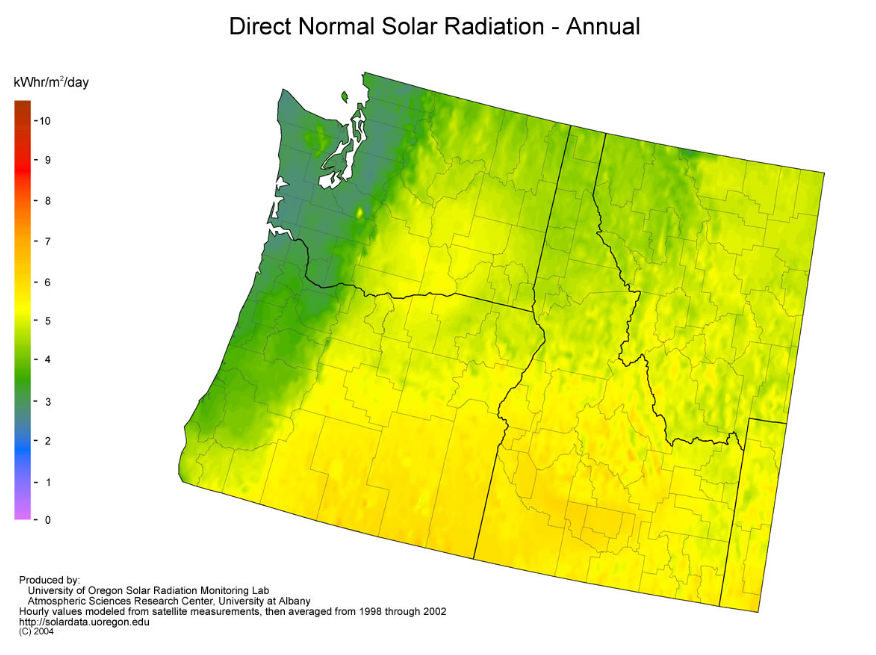 Direct Normal Solar Radiation - Annual
kWhr/m²/day
10
9
8
7
6
5
4
3
2
1
0
Produced by:
University of Oregon Solar Radiation Monitoring Lab
Atmospheric Sciences Research Center, University at Albany
Hourly values modeled from satellite measurements, then averaged from 1998 through 2002
http://solardata.uoregon.edu
(C) 2004